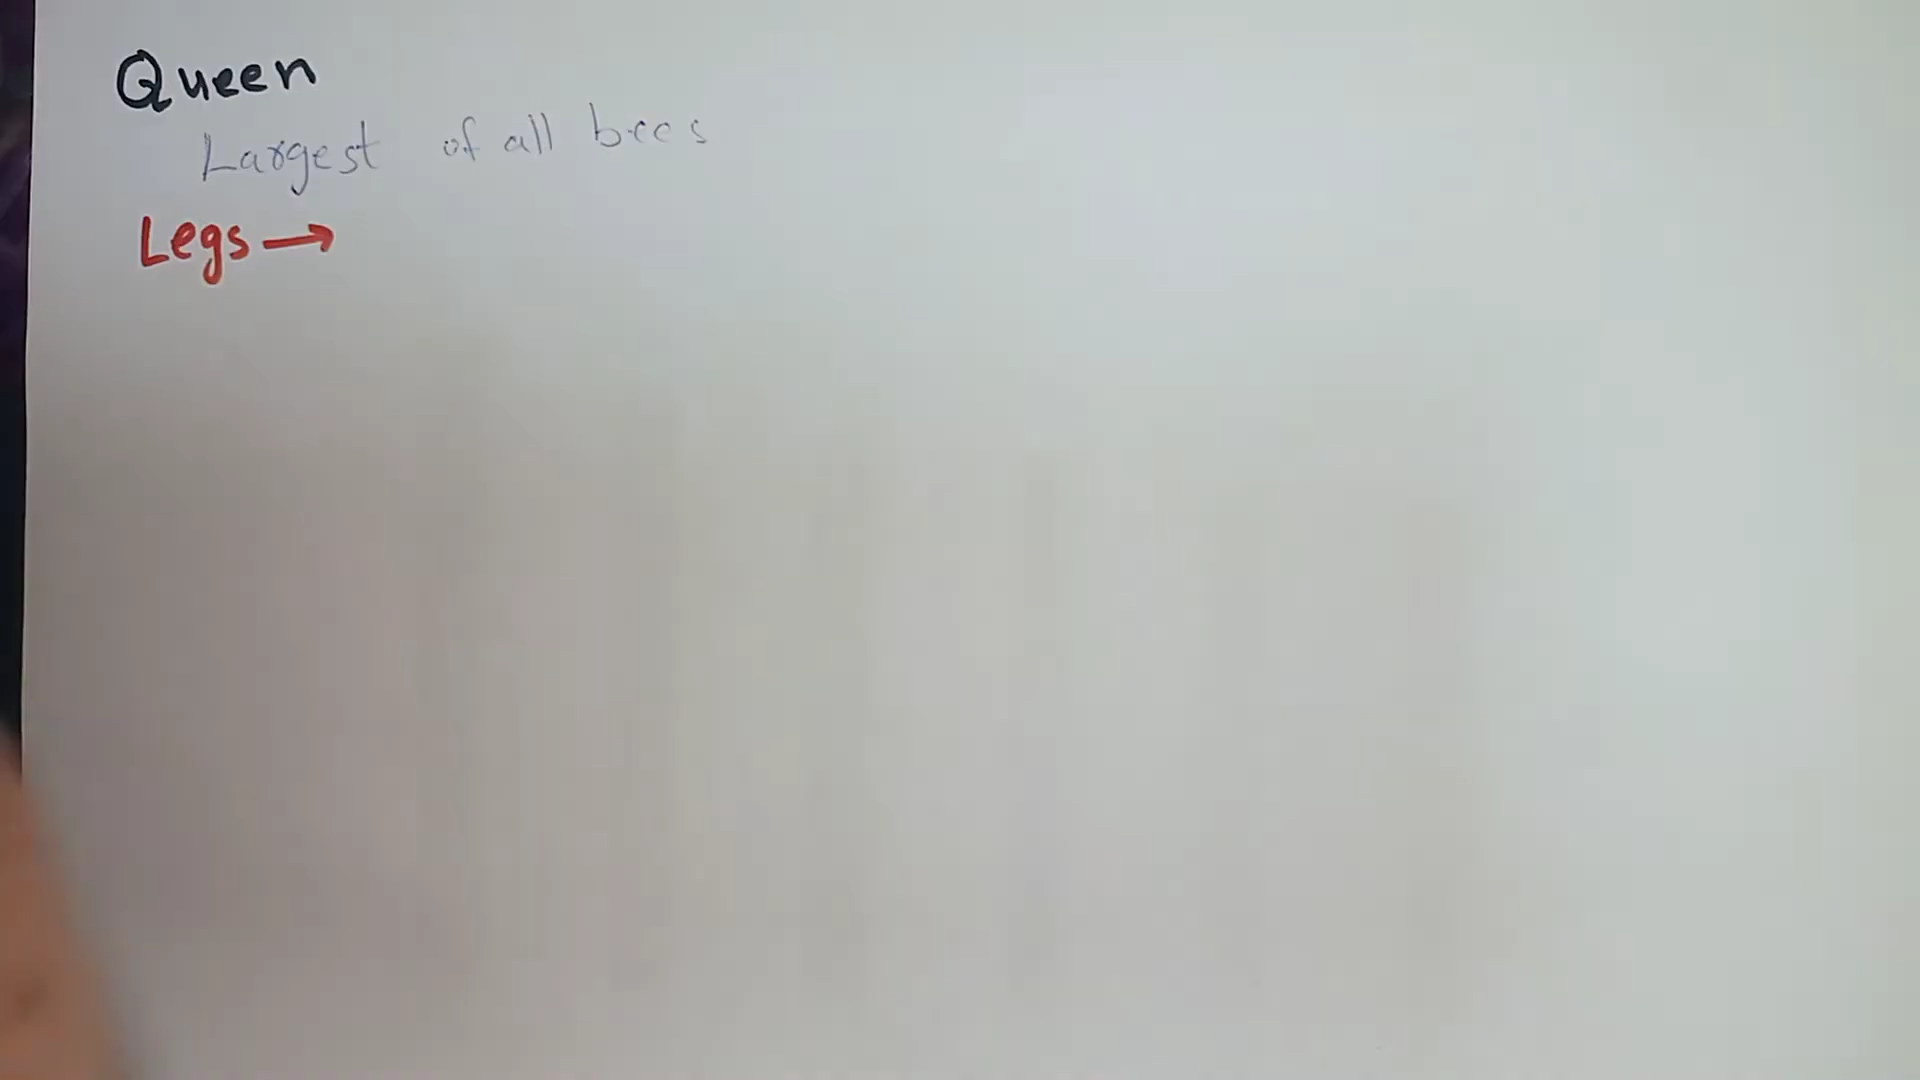 Queen
Largest of all bees
Legs →